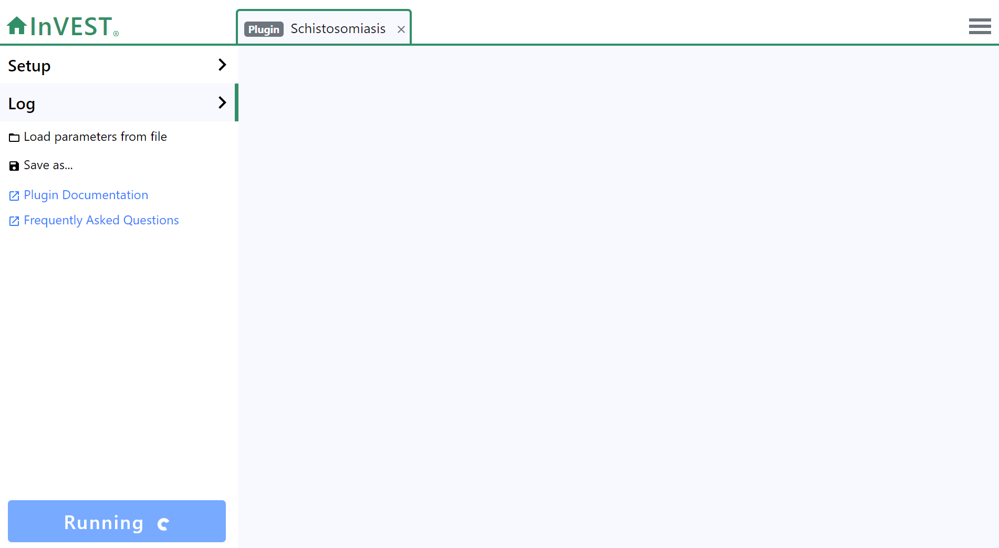 InVEST®
Plugin Schistosomiasis
Setup
Log
Load parameters from file
Save as...
Plugin Documentation
Frequently Asked Questions
Running